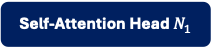 Self-Attention Head N₁